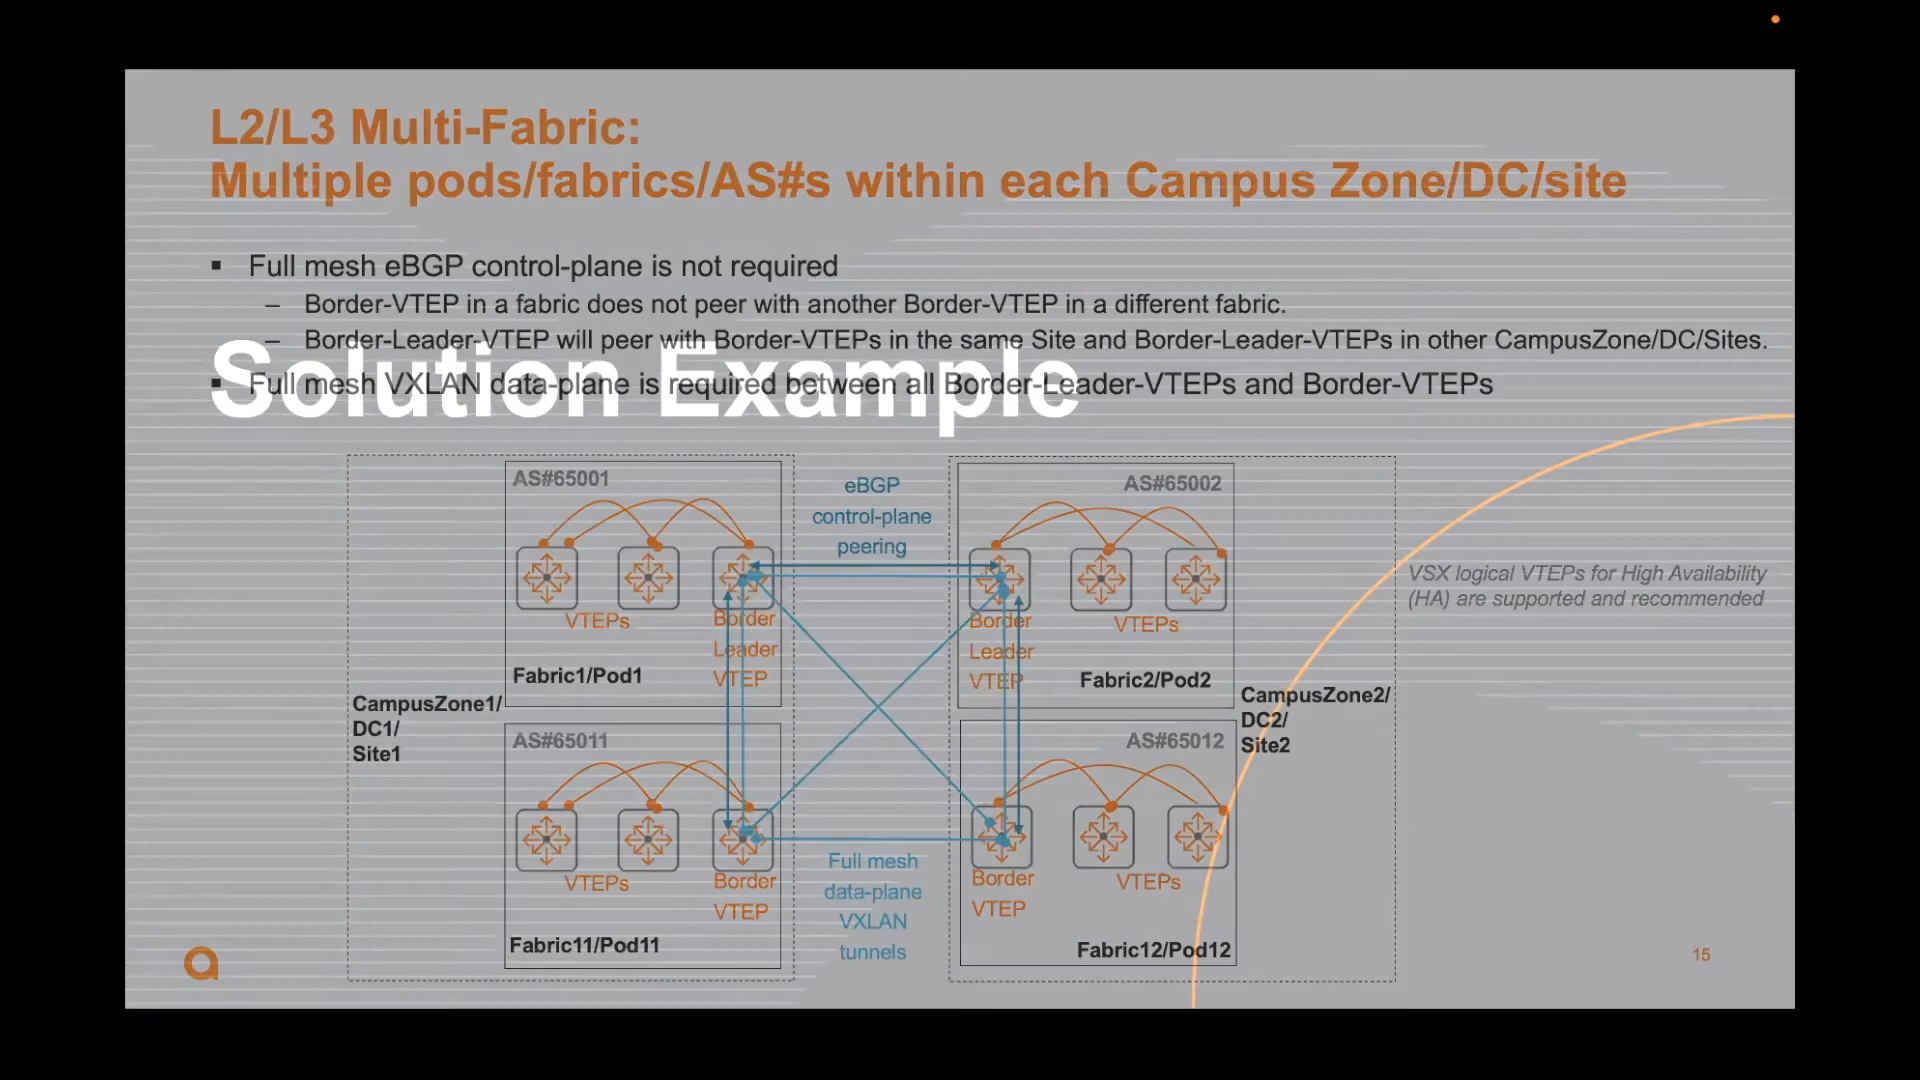 L2/L3 Multi-Fabric:
Multiple pods/fabrics/AS#s within each Campus Zone/DC/site
▪ Full mesh eBGP control-plane is not required
– Border-VTEP in a fabric does not peer with another Border-VTEP in a different fabric.
– Border-Leader-VTEP will peer with Border-VTEPs in the same Site and Border-Leader-VTEPs in other CampusZone/DC/Sites.
▪ Full mesh VXLAN data-plane is required between all Border-Leader-VTEPs and Border-VTEPs
Solution Example
CampusZone1/
DC1/
Site1
AS#65001
VTEPs
Border
Leader
VTEP
Fabric1/Pod1
AS#65011
VTEPs
Border
VTEP
Fabric11/Pod11
eBGP
control-plane
peering
Full mesh
data-plane
VXLAN
tunnels
AS#65002
Border
Leader
VTEP
VTEPs
Fabric2/Pod2
AS#65012
Border
VTEP
VTEPs
Fabric12/Pod12
CampusZone2/
DC2/
Site2
VSX logical VTEPs for High Availability
(HA) are supported and recommended
15